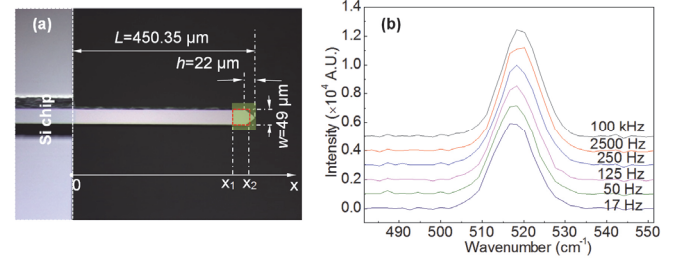 (a)
L=450.35 µm
h=22 µm
w=49 µm
Si chip
0
x1
x2
x
(b)
Intensity (×10⁴ A.U.)
1.4
1.2
1.0
0.8
0.6
0.4
0.2
0.0
100 kHz
2500 Hz
250 Hz
125 Hz
50 Hz
17 Hz
490
500
510
520
530
540
550
Wavenumber (cm⁻¹)